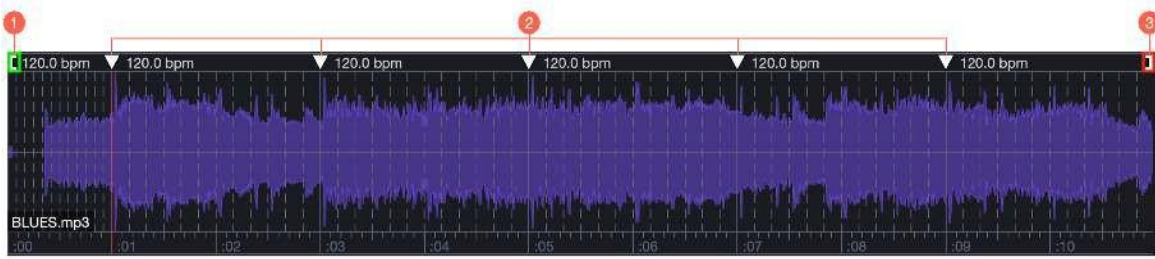 1 2 3
120.0 bpm 120.0 bpm 120.0 bpm 120.0 bpm 120.0 bpm 120.0 bpm
BLUES.mp3
:00 :01 :02 :03 :04 :05 :06 :07 :08 :09 :10